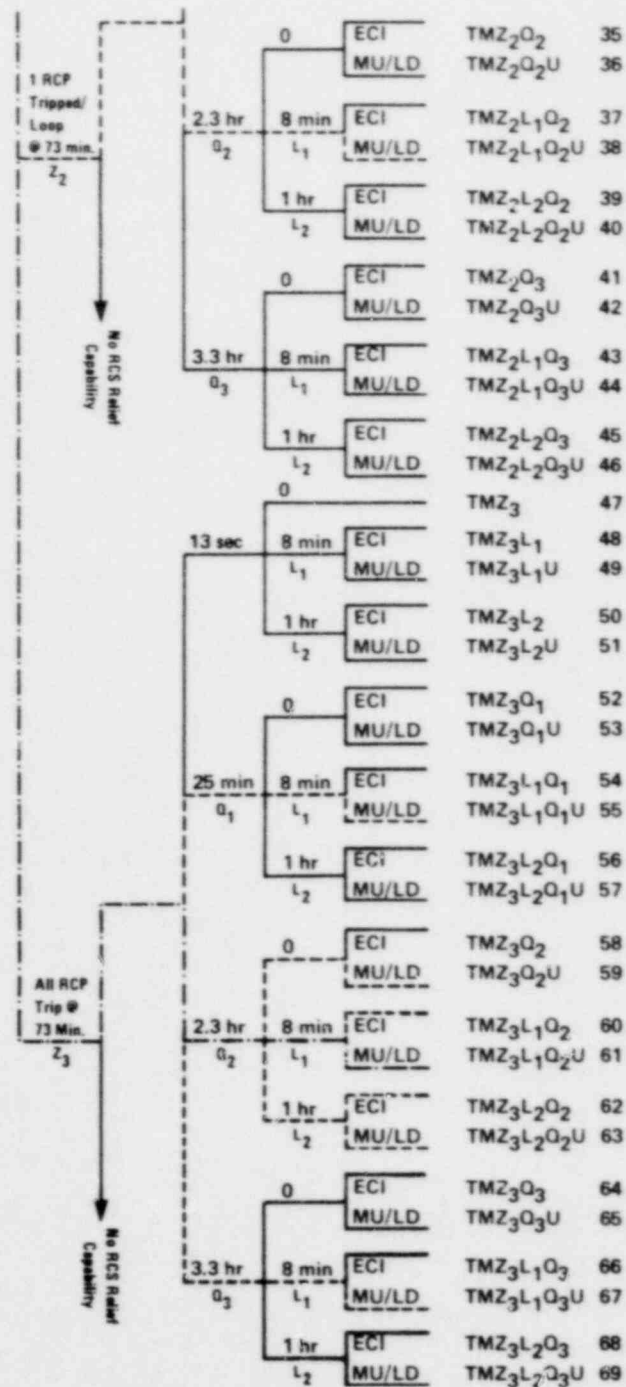 0 ECI TMZ₂Q₂ 35
MU/LD TMZ₂Q₂U 36
1 RCP
Tripped/
Loop
@ 73 min.
Z₂
2.3 hr 8 min ECI TMZ₂L₁Q₂ 37
Q₂ L₁ MU/LD TMZ₂L₁Q₂U 38
1 hr ECI TMZ₂L₂Q₂ 39
L₂ MU/LD TMZ₂L₂Q₂U 40
No RCS Relief
Capability
0 ECI TMZ₂Q₃ 41
MU/LD TMZ₂Q₃U 42
3.3 hr 8 min ECI TMZ₂L₁Q₃ 43
Q₃ L₁ MU/LD TMZ₂L₁Q₃U 44
1 hr ECI TMZ₂L₂Q₃ 45
L₂ MU/LD TMZ₂L₂Q₃U 46
0 TMZ₃ 47
13 sec 8 min ECI TMZ₃L₁ 48
L₁ MU/LD TMZ₃L₁U 49
1 hr ECI TMZ₃L₂ 50
L₂ MU/LD TMZ₃L₂U 51
0 ECI TMZ₃Q₁ 52
MU/LD TMZ₃Q₁U 53
25 min 8 min ECI TMZ₃L₁Q₁ 54
Q₁ L₁ MU/LD TMZ₃L₁Q₁U 55
1 hr ECI TMZ₃L₂Q₁ 56
L₂ MU/LD TMZ₃L₂Q₁U 57
0 ECI TMZ₃Q₂ 58
MU/LD TMZ₃Q₂U 59
All RCP
Trip @
73 Min.
Z₃
2.3 hr 8 min ECI TMZ₃L₁Q₂ 60
Q₂ L₁ MU/LD TMZ₃L₁Q₂U 61
1 hr ECI TMZ₃L₂Q₂ 62
L₂ MU/LD TMZ₃L₂Q₂U 63
No RCS Relief
Capability
0 ECI TMZ₃Q₃ 64
MU/LD TMZ₃Q₃U 65
3.3 hr 8 min ECI TMZ₃L₁Q₃ 66
Q₃ L₁ MU/LD TMZ₃L₁Q₃U 67
1 hr ECI TMZ₃L₂Q₃ 68
L₂ MU/LD TMZ₃L₂Q₃U 69